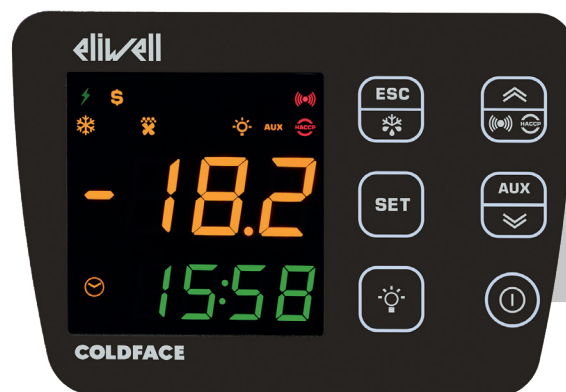 eliwell
$
AUX HACCP
-18.2
15:58
COLDFACE
ESC
HACCP
SET
AUX